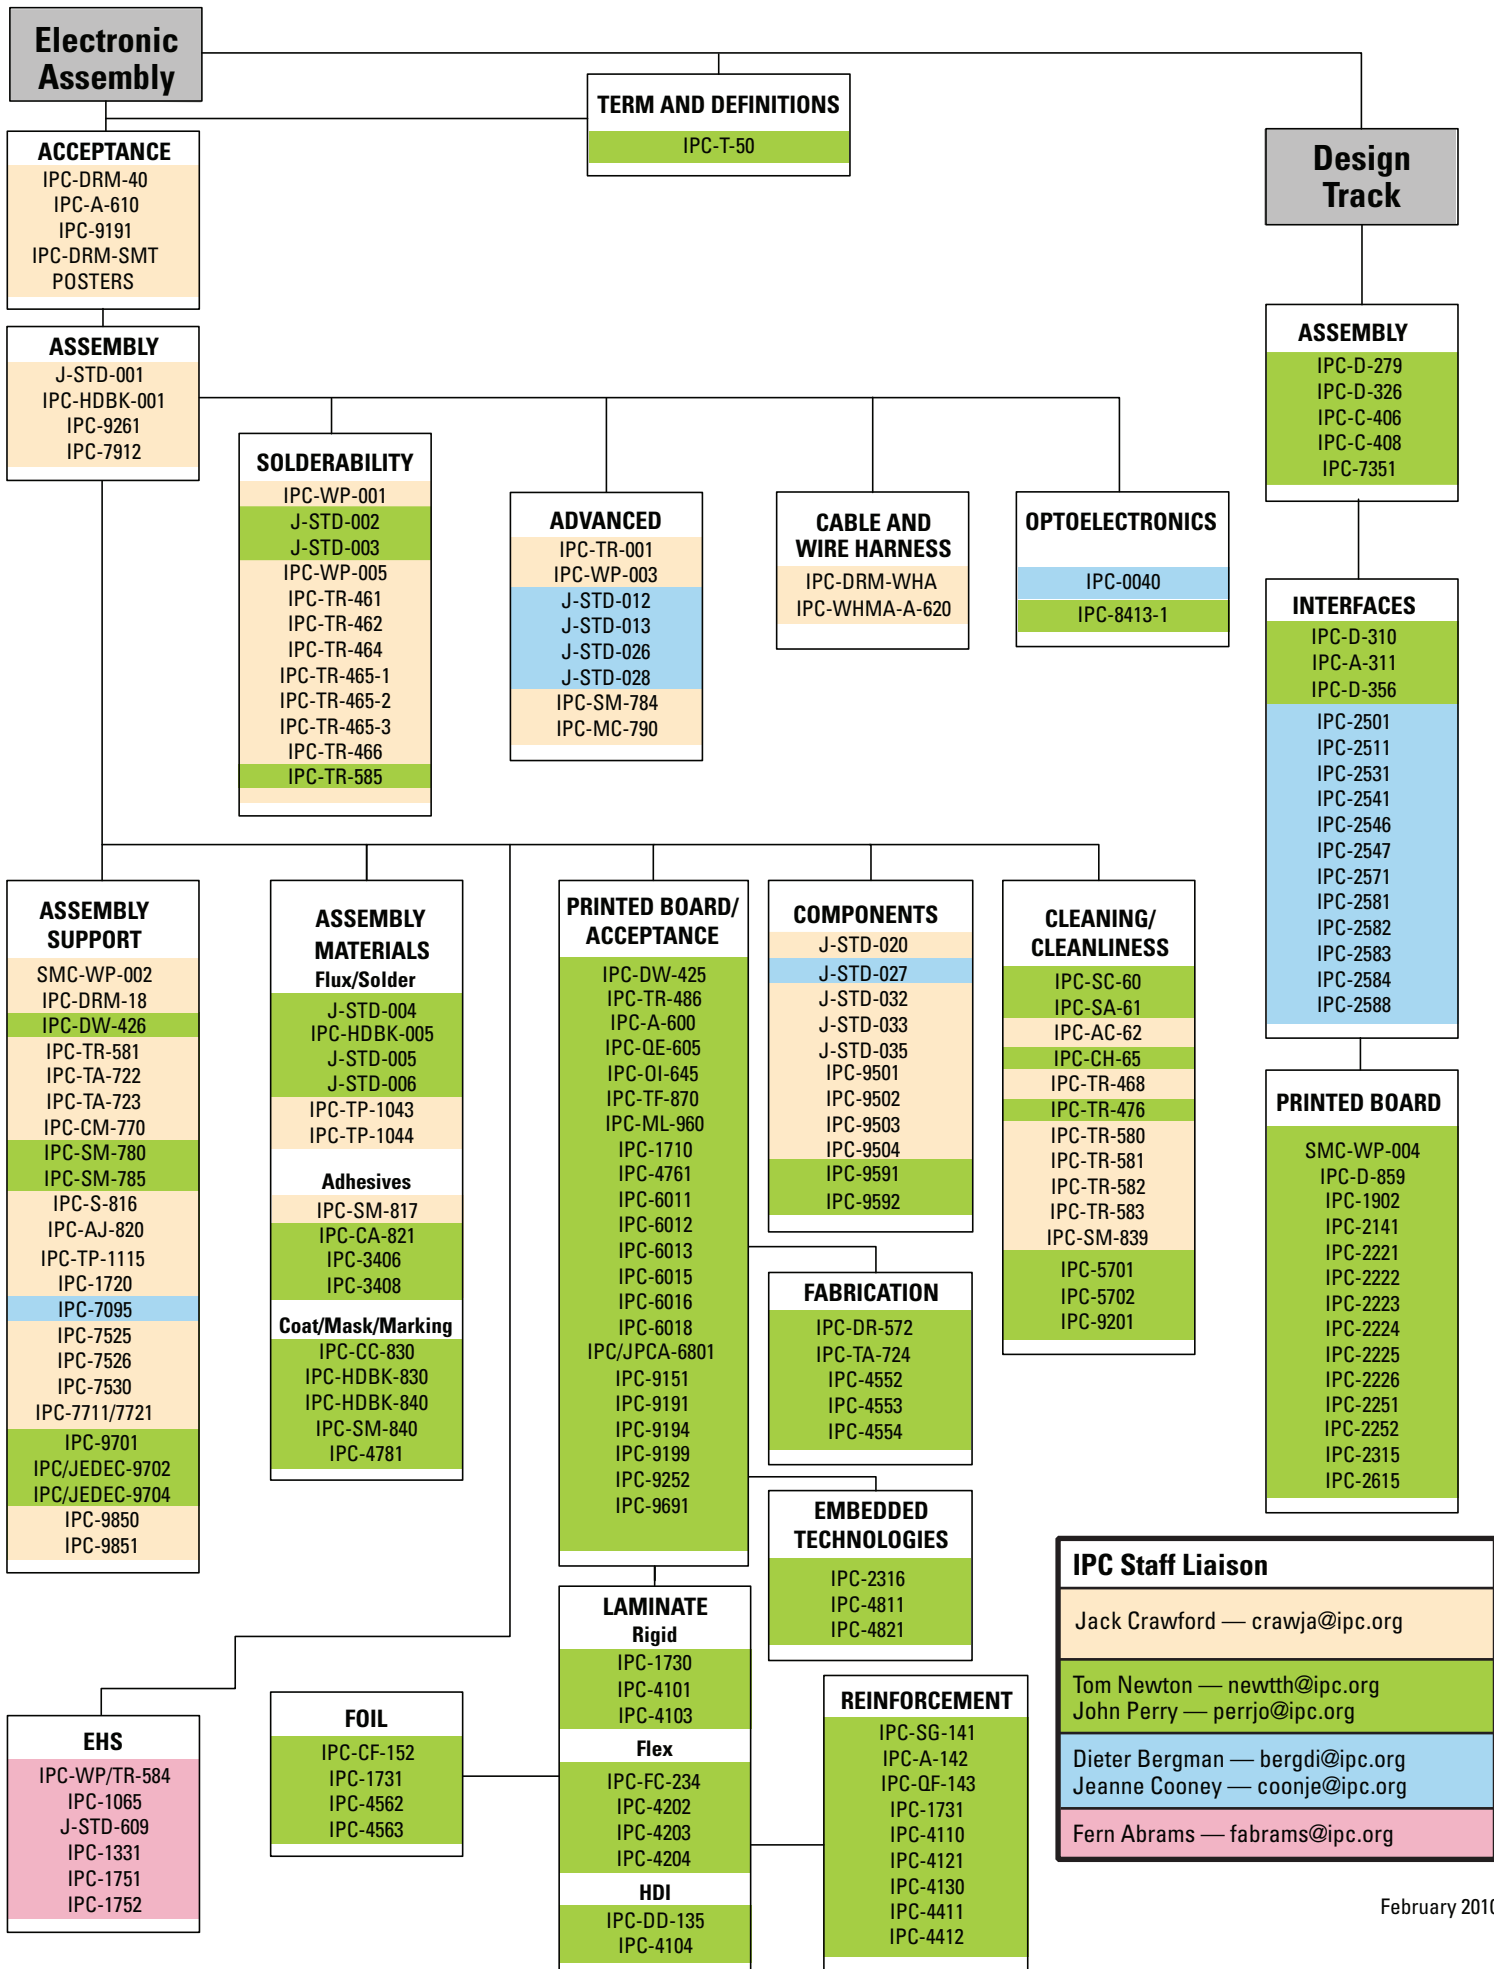 Electronic
Assembly
TERM AND DEFINITIONS
IPC-T-50
Design
Track
ACCEPTANCE
IPC-DRM-40
IPC-A-610
IPC-9191
IPC-DRM-SMT
POSTERS
ASSEMBLY
J-STD-001
IPC-HDBK-001
IPC-9261
IPC-7912
SOLDERABILITY
IPC-WP-001
J-STD-002
J-STD-003
IPC-WP-005
IPC-TR-461
IPC-TR-462
IPC-TR-464
IPC-TR-465-1
IPC-TR-465-2
IPC-TR-465-3
IPC-TR-466
IPC-TR-585
ADVANCED
IPC-TR-001
IPC-WP-003
J-STD-012
J-STD-013
J-STD-026
J-STD-028
IPC-SM-784
IPC-MC-790
CABLE AND
WIRE HARNESS
IPC-DRM-WHA
IPC-WHMA-A-620
OPTOELECTRONICS
IPC-0040
IPC-8413-1
ASSEMBLY
IPC-D-279
IPC-D-326
IPC-C-406
IPC-C-408
IPC-7351
INTERFACES
IPC-D-310
IPC-A-311
IPC-D-356
IPC-2501
IPC-2511
IPC-2531
IPC-2541
IPC-2546
IPC-2547
IPC-2571
IPC-2581
IPC-2582
IPC-2583
IPC-2584
IPC-2588
PRINTED BOARD
SMC-WP-004
IPC-D-859
IPC-1902
IPC-2141
IPC-2221
IPC-2222
IPC-2223
IPC-2224
IPC-2225
IPC-2226
IPC-2251
IPC-2252
IPC-2315
IPC-2615
ASSEMBLY
SUPPORT
SMC-WP-002
IPC-DRM-18
IPC-DW-426
IPC-TR-581
IPC-TA-722
IPC-TA-723
IPC-CM-770
IPC-SM-780
IPC-SM-785
IPC-S-816
IPC-AJ-820
IPC-TP-1115
IPC-1720
IPC-7095
IPC-7525
IPC-7526
IPC-7530
IPC-7711/7721
IPC-9701
IPC/JEDEC-9702
IPC/JEDEC-9704
IPC-9850
IPC-9851
ASSEMBLY
MATERIALS
Flux/Solder
J-STD-004
IPC-HDBK-005
J-STD-005
J-STD-006
IPC-TP-1043
IPC-TP-1044
Adhesives
IPC-SM-817
IPC-CA-821
IPC-3406
IPC-3408
Coat/Mask/Marking
IPC-CC-830
IPC-HDBK-830
IPC-HDBK-840
IPC-SM-840
IPC-4781
PRINTED BOARD/
ACCEPTANCE
IPC-DW-425
IPC-TR-486
IPC-A-600
IPC-QE-605
IPC-OI-645
IPC-TF-870
IPC-ML-960
IPC-1710
IPC-4761
IPC-6011
IPC-6012
IPC-6013
IPC-6015
IPC-6016
IPC-6018
IPC/JPCA-6801
IPC-9151
IPC-9191
IPC-9194
IPC-9199
IPC-9252
IPC-9691
COMPONENTS
J-STD-020
J-STD-027
J-STD-032
J-STD-033
J-STD-035
IPC-9501
IPC-9502
IPC-9503
IPC-9504
IPC-9591
IPC-9592
CLEANING/
CLEANLINESS
IPC-SC-60
IPC-SA-61
IPC-AC-62
IPC-CH-65
IPC-TR-468
IPC-TR-476
IPC-TR-580
IPC-TR-581
IPC-TR-582
IPC-TR-583
IPC-SM-839
IPC-5701
IPC-5702
IPC-9201
FABRICATION
IPC-DR-572
IPC-TA-724
IPC-4552
IPC-4553
IPC-4554
EMBEDDED
TECHNOLOGIES
IPC-2316
IPC-4811
IPC-4821
LAMINATE
Rigid
IPC-1730
IPC-4101
IPC-4103
Flex
IPC-FC-234
IPC-4202
IPC-4203
IPC-4204
HDI
IPC-DD-135
IPC-4104
EHS
IPC-WP/TR-584
IPC-1065
J-STD-609
IPC-1331
IPC-1751
IPC-1752
FOIL
IPC-CF-152
IPC-1731
IPC-4562
IPC-4563
REINFORCEMENT
IPC-SG-141
IPC-A-142
IPC-QF-143
IPC-1731
IPC-4110
IPC-4121
IPC-4130
IPC-4411
IPC-4412
IPC Staff Liaison
Jack Crawford — crawja@ipc.org
Tom Newton — newtth@ipc.org
John Perry — perrjo@ipc.org
Dieter Bergman — bergdi@ipc.org
Jeanne Cooney — coonje@ipc.org
Fern Abrams — fabrams@ipc.org
February 2010